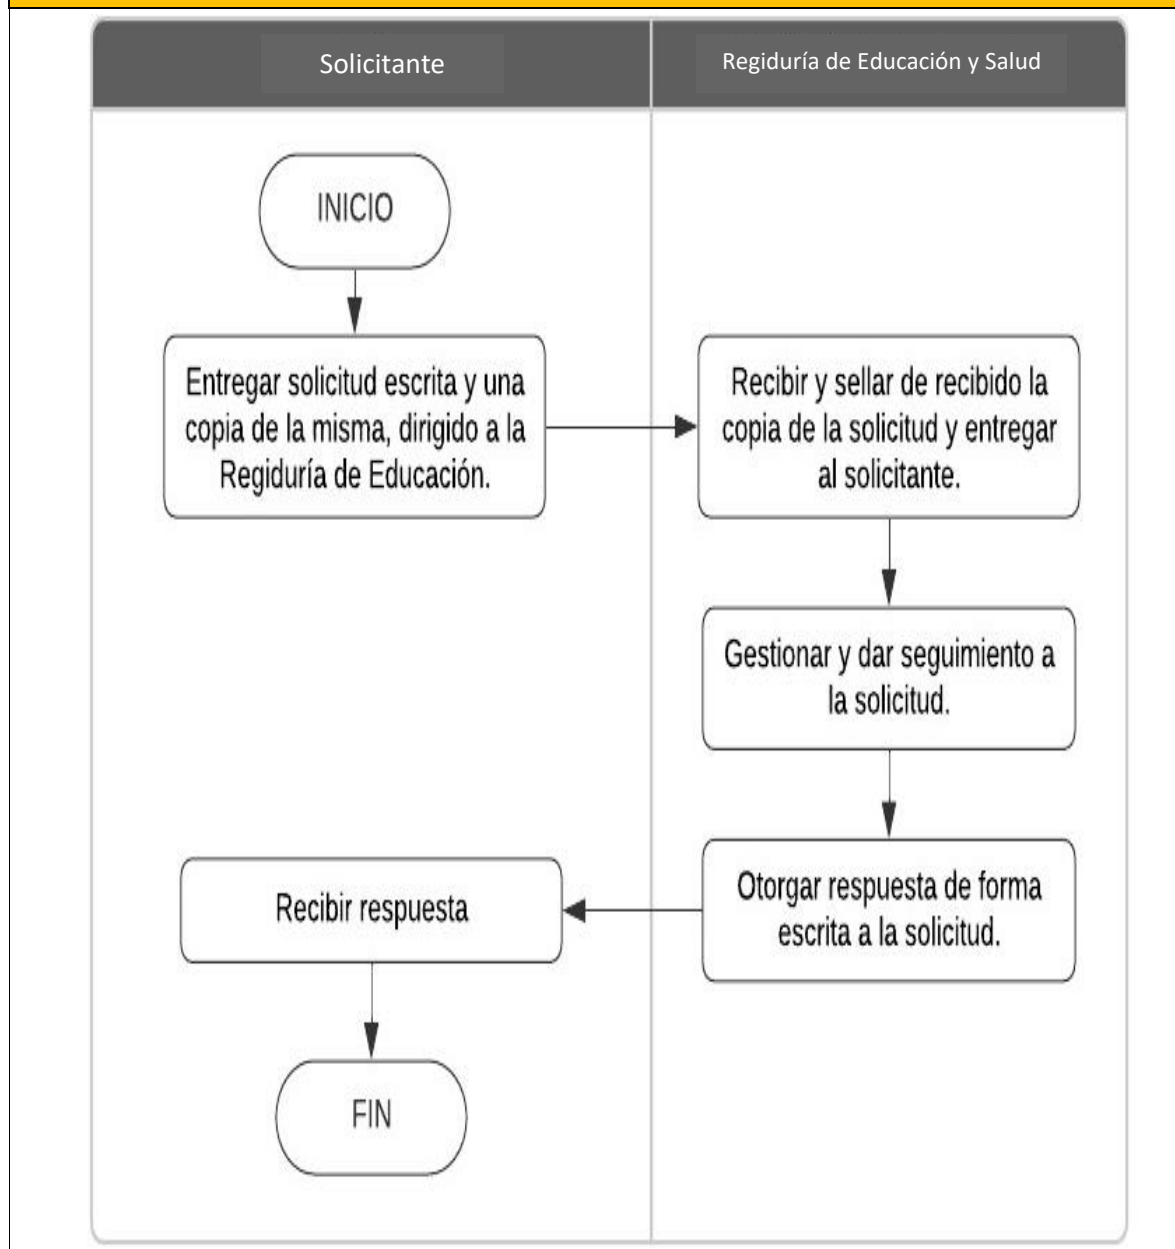 Solicitante
Regiduría de Educación y Salud
INICIO
Entregar solicitud escrita y una
copia de la misma, dirigido a la
Regiduría de Educación.
Recibir y sellar de recibido la
copia de la solicitud y entregar
al solicitante.
Gestionar y dar seguimiento a
la solicitud.
Otorgar respuesta de forma
escrita a la solicitud.
Recibir respuesta
FIN